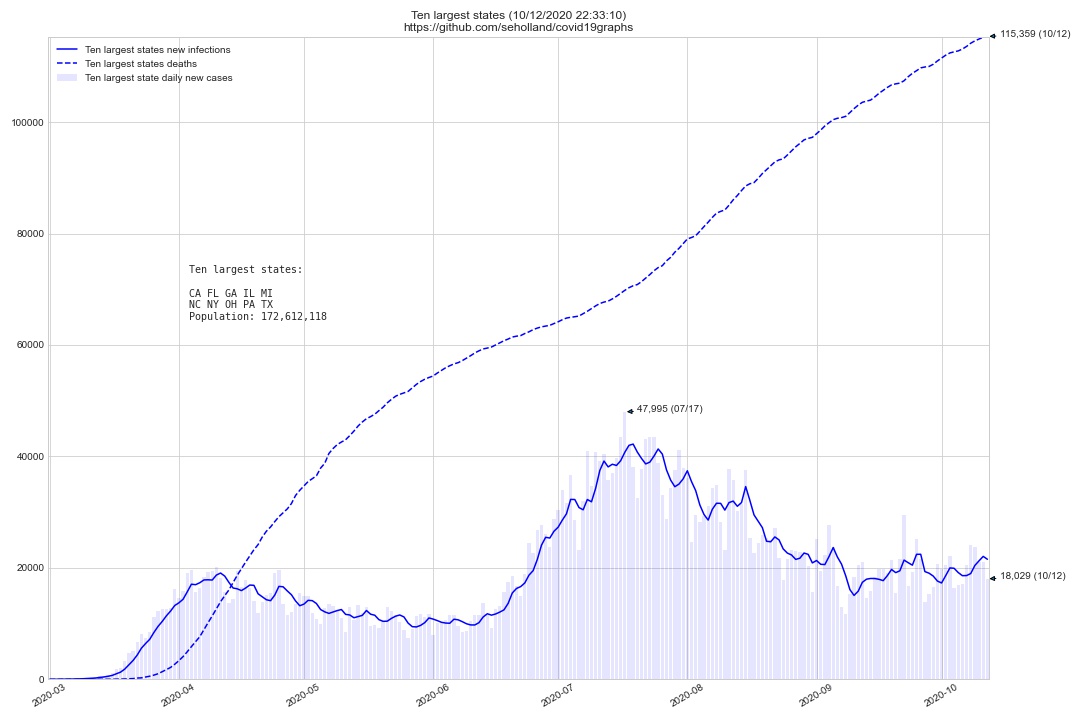 Ten largest states (10/12/2020 22:33:10)
https://github.com/seholland/covid19graphs
115,359 (10/12)
Ten largest states new infections
Ten largest states deaths
Ten largest state daily new cases
100000
80000
Ten largest states:
CA FL GA IL MI
NC NY OH PA TX
Population: 172,612,118
60000
47,995 (07/17)
40000
20000
18,029 (10/12)
0
2020-03
2020-04
2020-05
2020-06
2020-07
2020-08
2020-09
2020-10